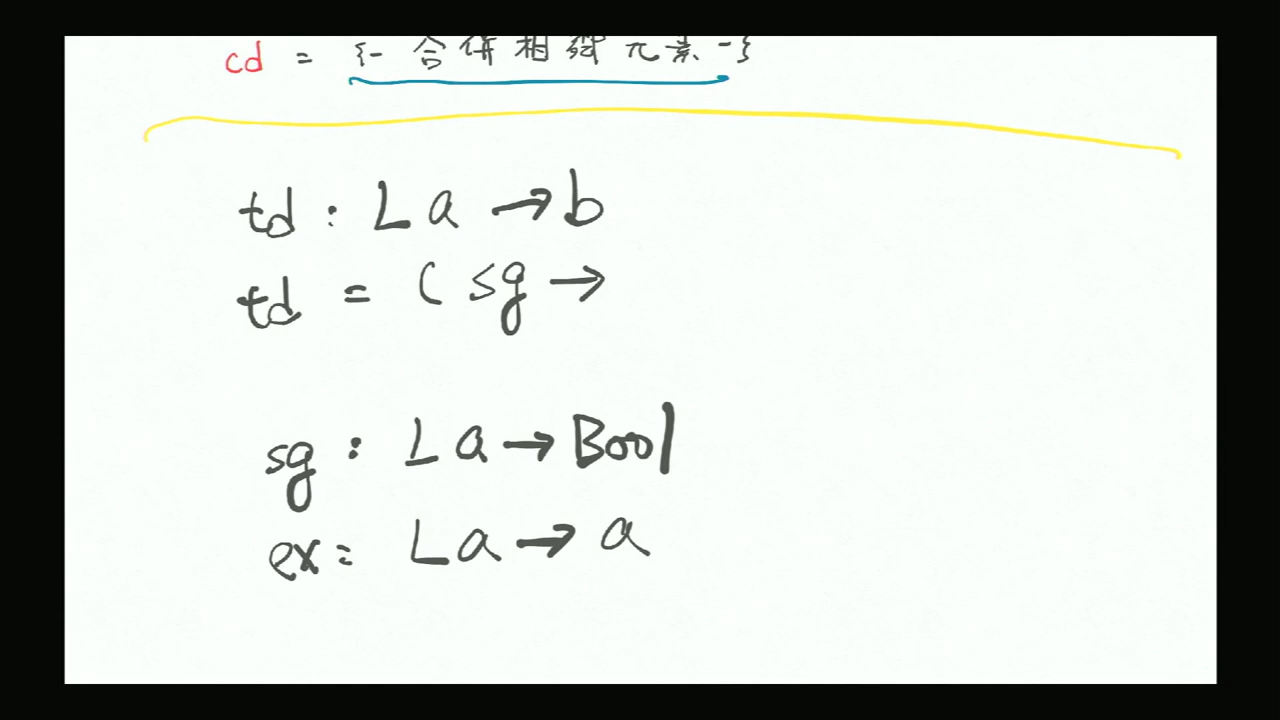 cd = {- 合併相鄰元素 -}
td : L a → b
td = ( sg →
sg : L a → Bool
ex = L a → a